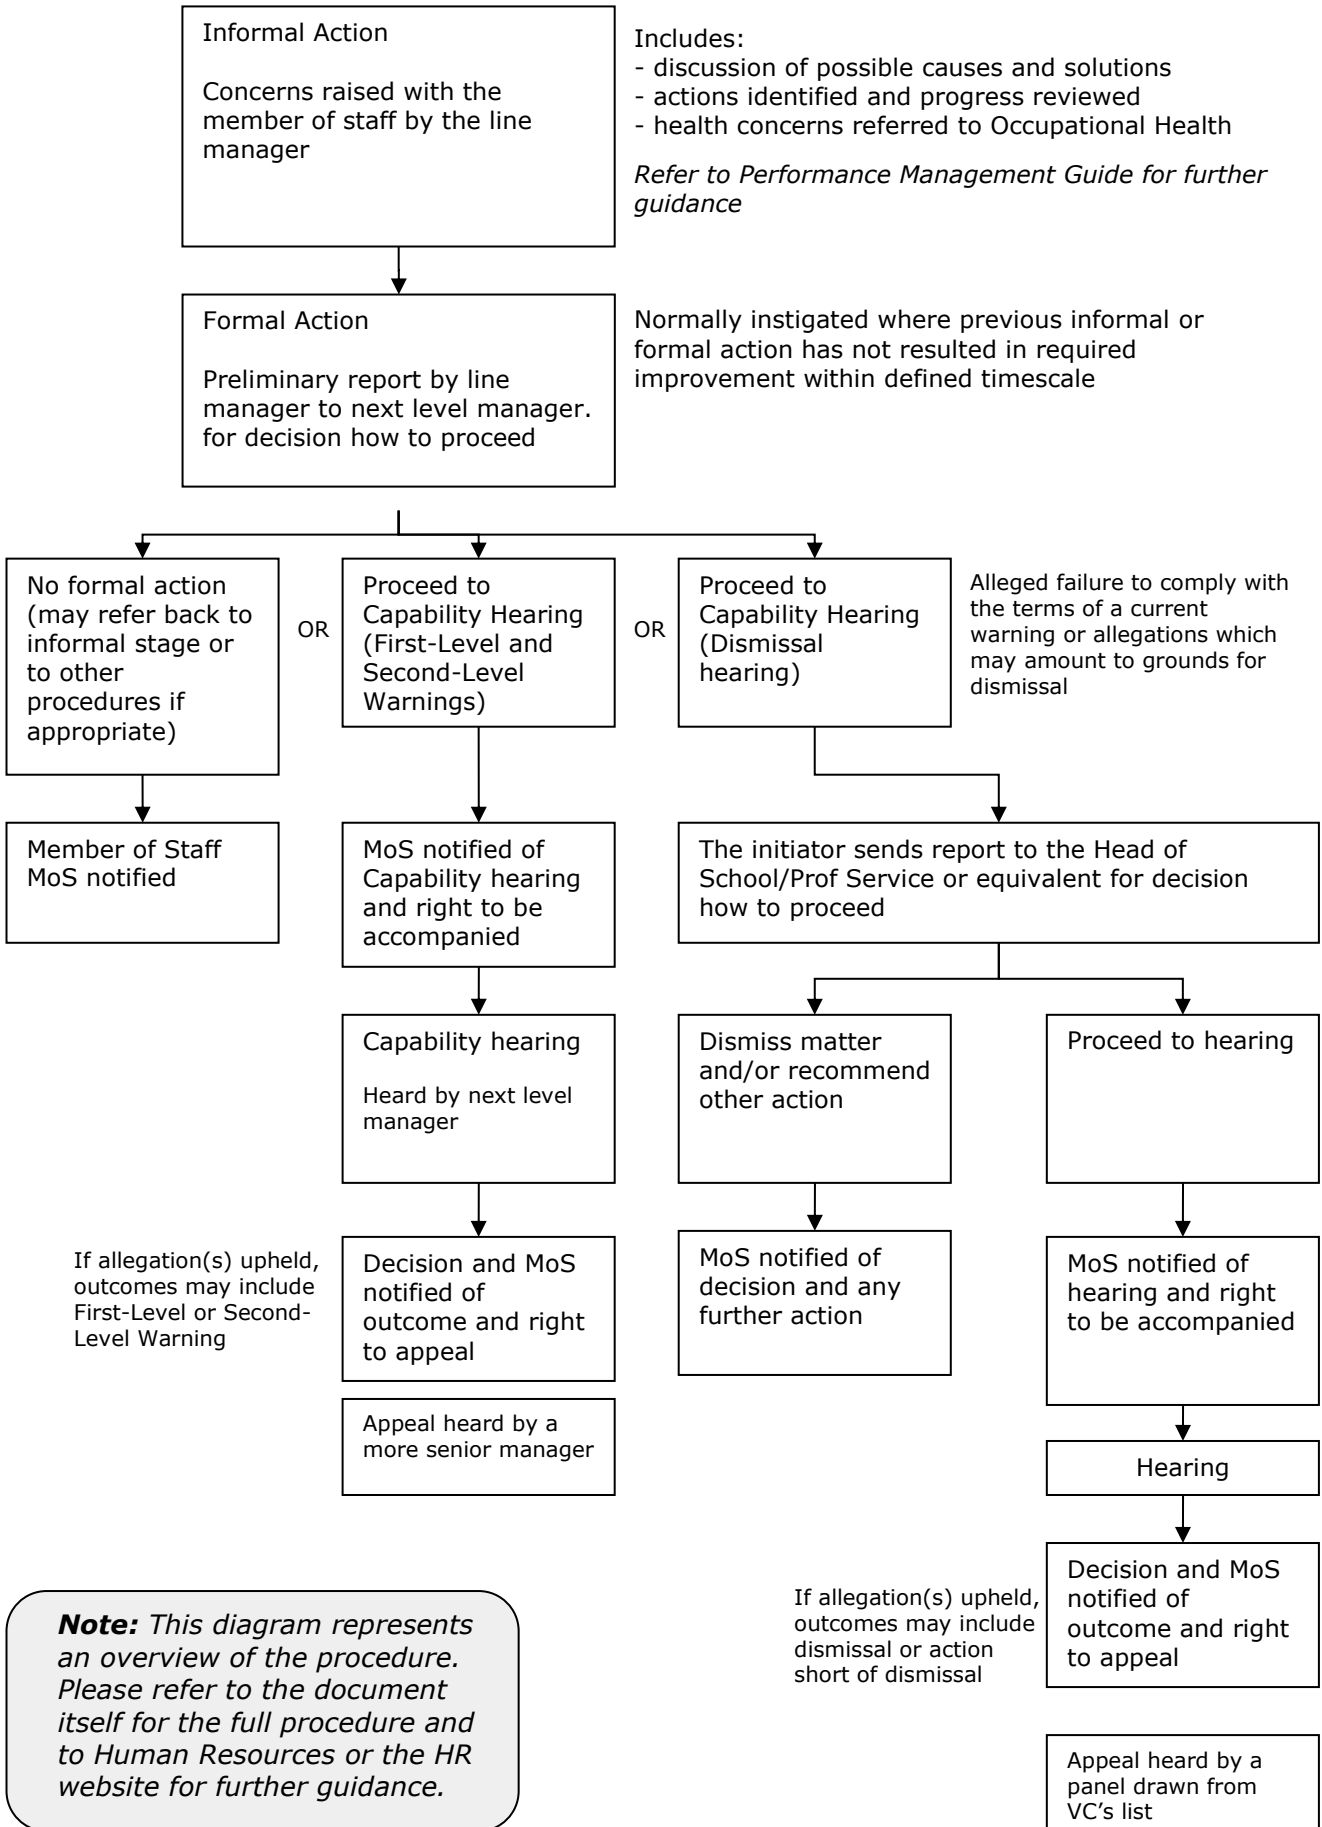 Informal Action
Concerns raised with the
member of staff by the line
manager
Includes:
- discussion of possible causes and solutions
- actions identified and progress reviewed
- health concerns referred to Occupational Health
Refer to Performance Management Guide for further
guidance
Formal Action
Preliminary report by line
manager to next level manager.
for decision how to proceed
Normally instigated where previous informal or
formal action has not resulted in required
improvement within defined timescale
No formal action
(may refer back to
informal stage or
to other
procedures if
appropriate)
OR
Proceed to
Capability Hearing
(First-Level and
Second-Level
Warnings)
OR
Proceed to
Capability Hearing
(Dismissal
hearing)
Alleged failure to comply with
the terms of a current
warning or allegations which
may amount to grounds for
dismissal
Member of Staff
MoS notified
MoS notified of
Capability hearing
and right to be
accompanied
The initiator sends report to the Head of
School/Prof Service or equivalent for decision
how to proceed
Capability hearing
Heard by next level
manager
Dismiss matter
and/or recommend
other action
Proceed to hearing
If allegation(s) upheld,
outcomes may include
First-Level or Second-
Level Warning
Decision and MoS
notified of
outcome and right
to appeal
MoS notified of
decision and any
further action
MoS notified of
hearing and right
to be accompanied
Appeal heard by a
more senior manager
Hearing
If allegation(s) upheld,
outcomes may include
dismissal or action
short of dismissal
Decision and MoS
notified of
outcome and right
to appeal
Note: This diagram represents
an overview of the procedure.
Please refer to the document
itself for the full procedure and
to Human Resources or the HR
website for further guidance.
Appeal heard by a
panel drawn from
VC's list